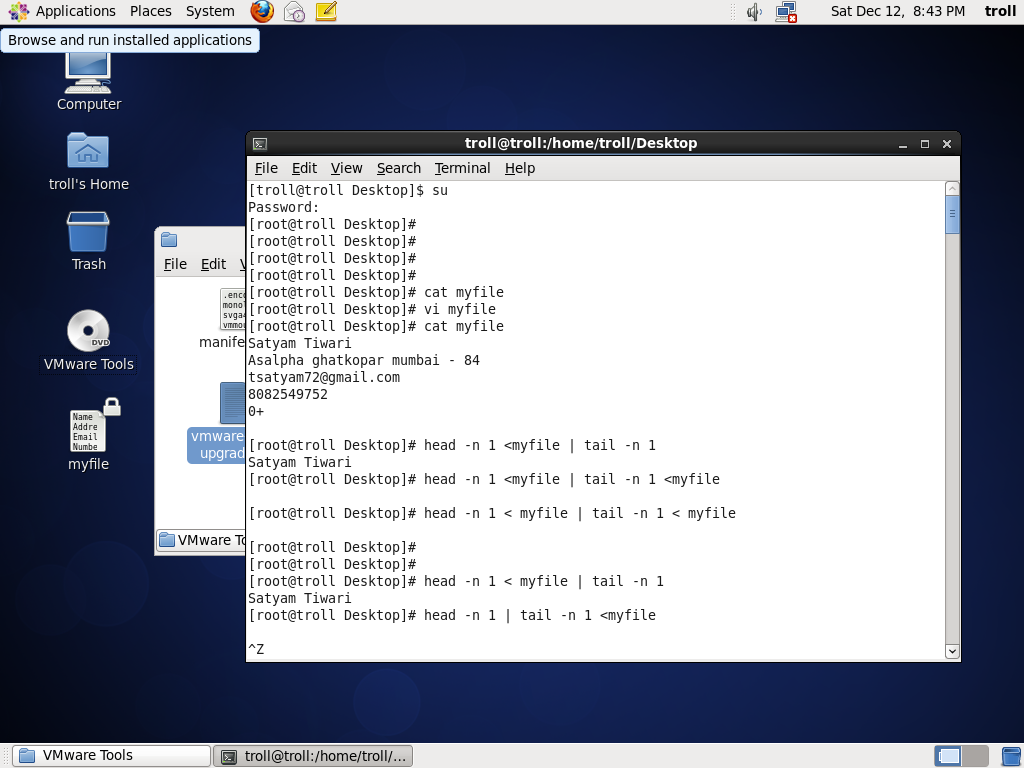 Applications Places System
Sat Dec 12, 8:43 PM troll
Browse and run installed applications
Computer
troll's Home
Trash
DVD
VMware Tools
Name
Addre
Email
Numbe
myfile
File Edit
manife
vmware
upgrad
VMware To
troll@troll:/home/troll/Desktop
File Edit View Search Terminal Help
[troll@troll Desktop]$ su
Password:
[root@troll Desktop]#
[root@troll Desktop]#
[root@troll Desktop]#
[root@troll Desktop]#
[root@troll Desktop]# cat myfile
[root@troll Desktop]# vi myfile
[root@troll Desktop]# cat myfile
Satyam Tiwari
Asalpha ghatkopar mumbai - 84
tsatyam72@gmail.com
8082549752
0+
[root@troll Desktop]# head -n 1 <myfile | tail -n 1
Satyam Tiwari
[root@troll Desktop]# head -n 1 <myfile | tail -n 1 <myfile
[root@troll Desktop]# head -n 1 < myfile | tail -n 1 < myfile
[root@troll Desktop]#
[root@troll Desktop]#
[root@troll Desktop]# head -n 1 < myfile | tail -n 1
Satyam Tiwari
[root@troll Desktop]# head -n 1 | tail -n 1 <myfile
^Z
VMware Tools
troll@troll:/home/troll/...